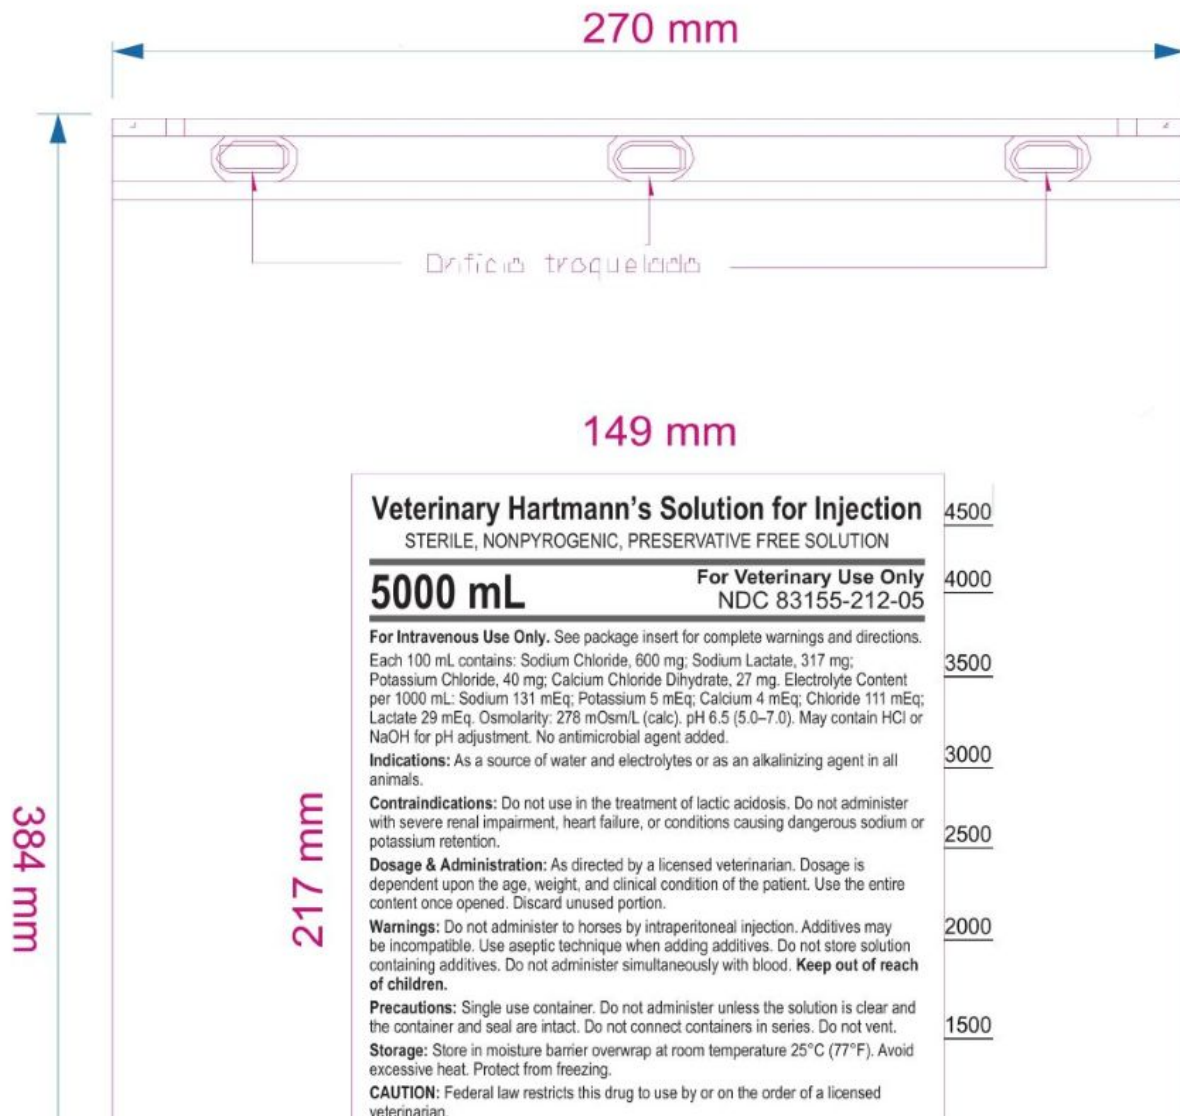 270 mm
Orificio troquelado
149 mm
384 mm
217 mm
Veterinary Hartmann's Solution for Injection
STERILE, NONPYROGENIC, PRESERVATIVE FREE SOLUTION
5000 mL
For Veterinary Use Only
NDC 83155-212-05
For Intravenous Use Only. See package insert for complete warnings and directions.
Each 100 mL contains: Sodium Chloride, 600 mg; Sodium Lactate, 317 mg;
Potassium Chloride, 40 mg; Calcium Chloride Dihydrate, 27 mg. Electrolyte Content
per 1000 mL: Sodium 131 mEq; Potassium 5 mEq; Calcium 4 mEq; Chloride 111 mEq;
Lactate 29 mEq. Osmolarity: 278 mOsm/L (calc). pH 6.5 (5.0–7.0). May contain HCl or
NaOH for pH adjustment. No antimicrobial agent added.
Indications: As a source of water and electrolytes or as an alkalinizing agent in all
animals.
Contraindications: Do not use in the treatment of lactic acidosis. Do not administer
with severe renal impairment, heart failure, or conditions causing dangerous sodium or
potassium retention.
Dosage & Administration: As directed by a licensed veterinarian. Dosage is
dependent upon the age, weight, and clinical condition of the patient. Use the entire
content once opened. Discard unused portion.
Warnings: Do not administer to horses by intraperitoneal injection. Additives may
be incompatible. Use aseptic technique when adding additives. Do not store solution
containing additives. Do not administer simultaneously with blood. Keep out of reach
of children.
Precautions: Single use container. Do not administer unless the solution is clear and
the container and seal are intact. Do not connect containers in series. Do not vent.
Storage: Store in moisture barrier overwrap at room temperature 25°C (77°F). Avoid
excessive heat. Protect from freezing.
CAUTION: Federal law restricts this drug to use by or on the order of a licensed
veterinarian.
4500
4000
3500
3000
2500
2000
1500